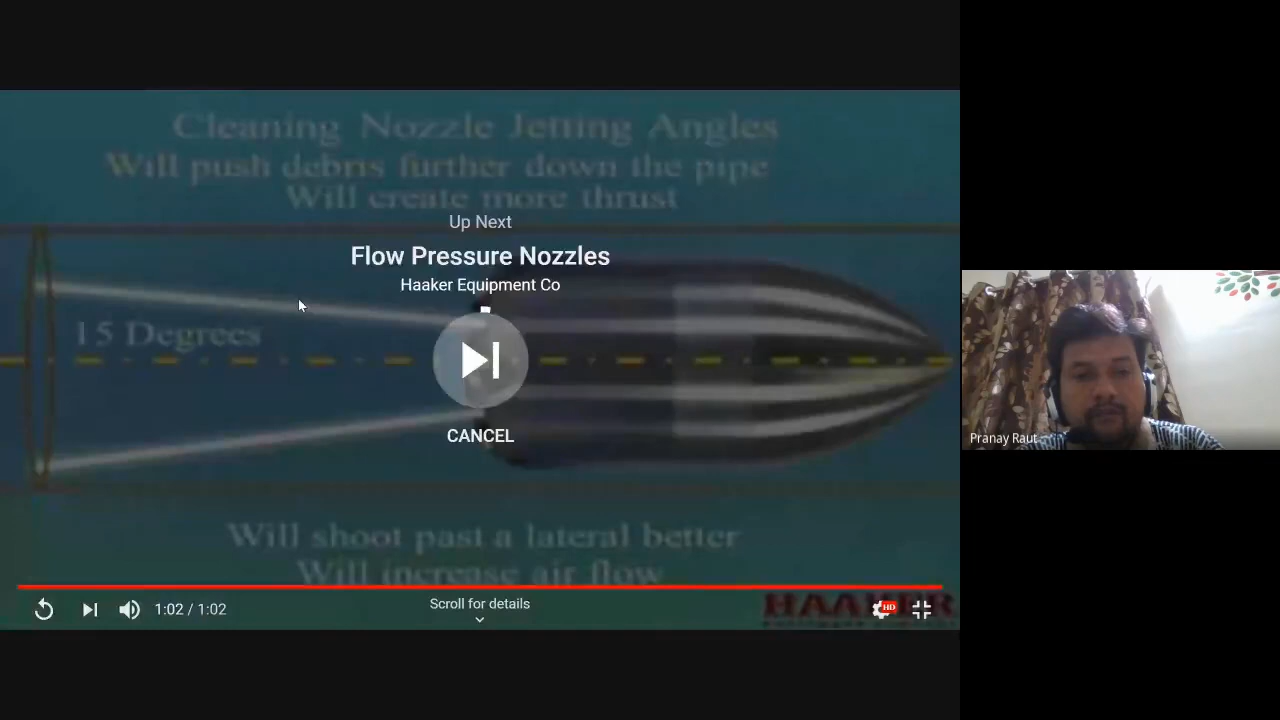 Cleaning Nozzle Jetting Angles
Will push debris further down the pipe
Will create more thrust
Up Next
Flow Pressure Nozzles
Haaker Equipment Co
15 Degrees
CANCEL
Will shoot past a lateral better
Will increase air flow
1:02 / 1:02
Scroll for details
HD
HAAKER
Pranay Raut